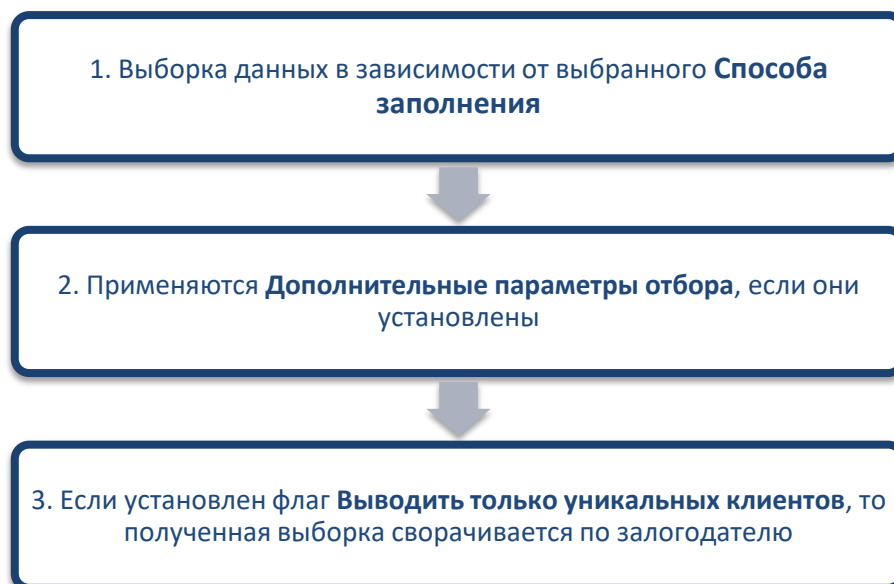 1. Выборка данных в зависимости от выбранного Способа
заполнения
2. Применяются Дополнительные параметры отбора, если они
установлены
3. Если установлен флаг Выводить только уникальных клиентов, то
полученная выборка сворачивается по залогодателю